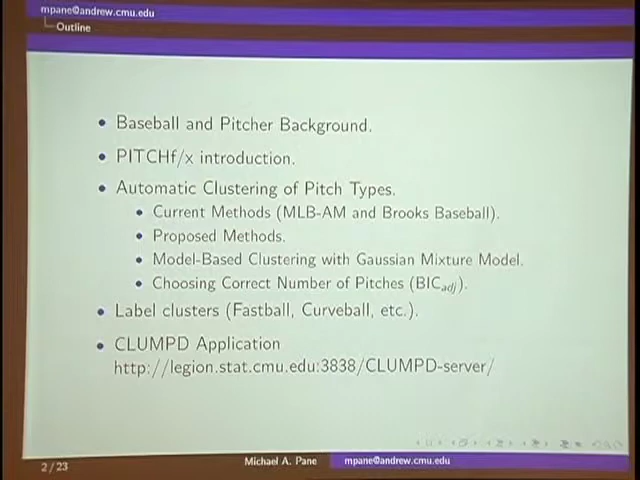 mpane@andrew.cmu.edu
Outline
Baseball and Pitcher Background.
PITCHf/x introduction.
Automatic Clustering of Pitch Types.
Current Methods (MLB-AM and Brooks Baseball).
Proposed Methods.
Model-Based Clustering with Gaussian Mixture Model.
Choosing Correct Number of Pitches (BICadj).
Label clusters (Fastball, Curveball, etc.).
CLUMPD Application
http://legion.stat.cmu.edu:3838/CLUMPD-server/
2/23
Michael A. Pane
mpane@andrew.cmu.edu